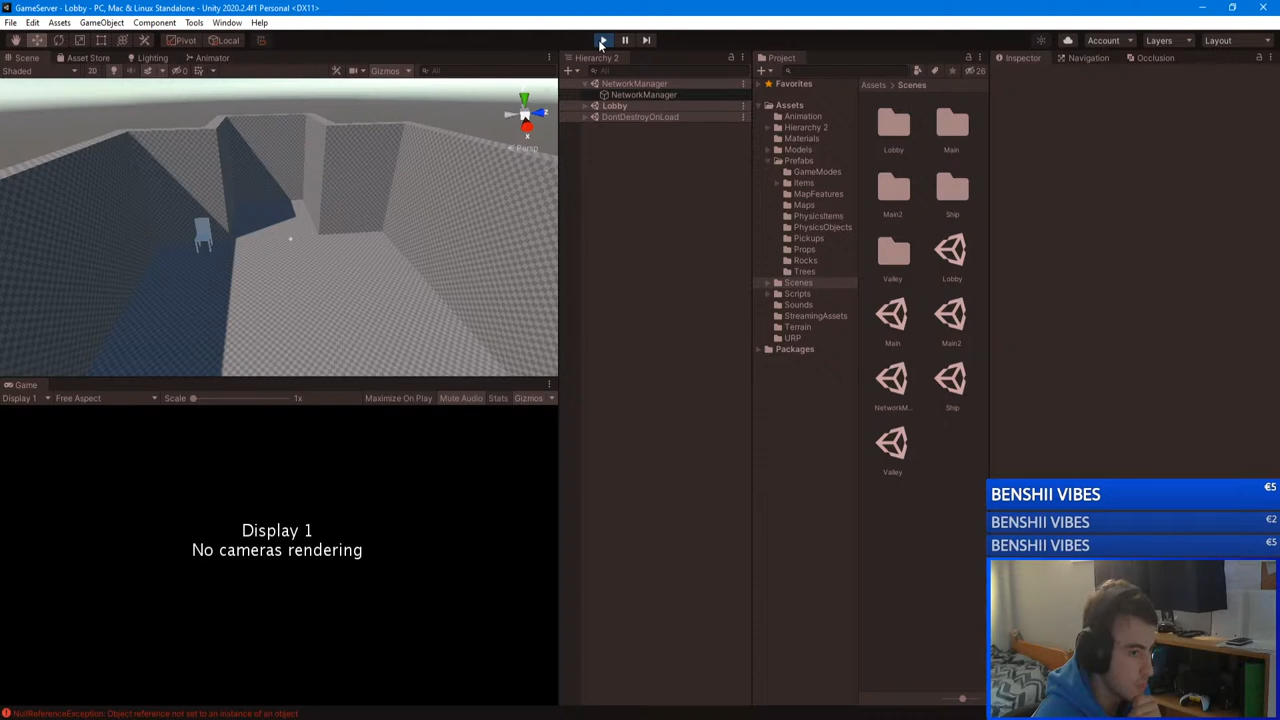 GameServer - Lobby - PC, Mac & Linux Standalone - Unity 2020.2.4f1 Personal <DX11>
File Edit Assets GameObject Component Tools Window Help
Pivot Local Account Layers Layout
Scene Asset Store Lighting Animator
Shaded 2D 0 Gizmos All
Persp
Game
Display 1 Free Aspect Scale 1x Maximize On Play Mute Audio Stats Gizmos
Display 1
No cameras rendering
NullReferenceException: Object reference not set to an instance of an object
Hierarchy 2
All
NetworkManager
NetworkManager
Lobby
DontDestroyOnLoad
Project
26
Favorites
Assets
Animation
Hierarchy 2
Materials
Models
Prefabs
GameModes
Items
MapFeatures
Maps
PhysicsItems
PhysicsObjects
Pickups
Props
Rocks
Trees
Scenes
Scripts
Sounds
StreamingAssets
Terrain
URP
Packages
Assets > Scenes
Lobby Main
Main2 Ship
Valley Lobby
Main Main2
NetworkM... Ship
Valley
Inspector Navigation Occlusion
BENSHII VIBES €5
BENSHII VIBES €2
BENSHII VIBES €5